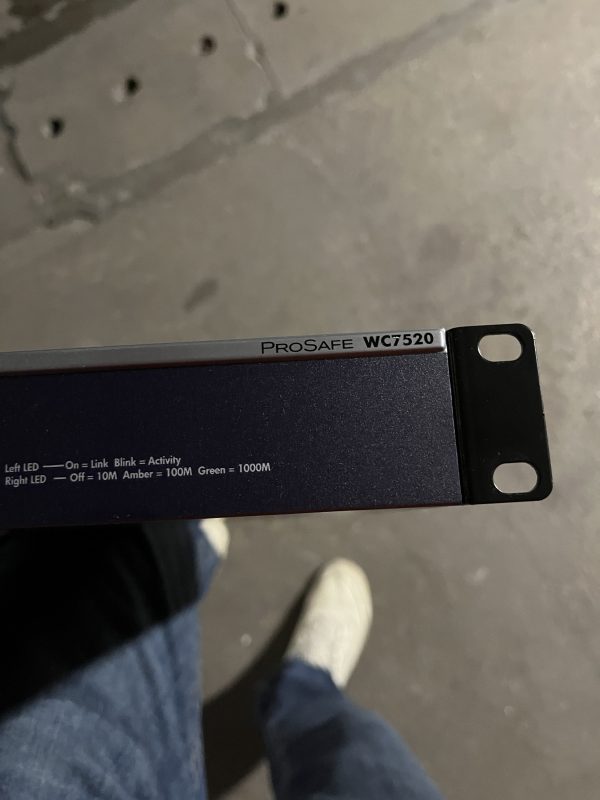 PROSAFE WC7520
Left LED — On = Link Blink = Activity
Right LED — Off = 10M Amber = 100M Green = 1000M